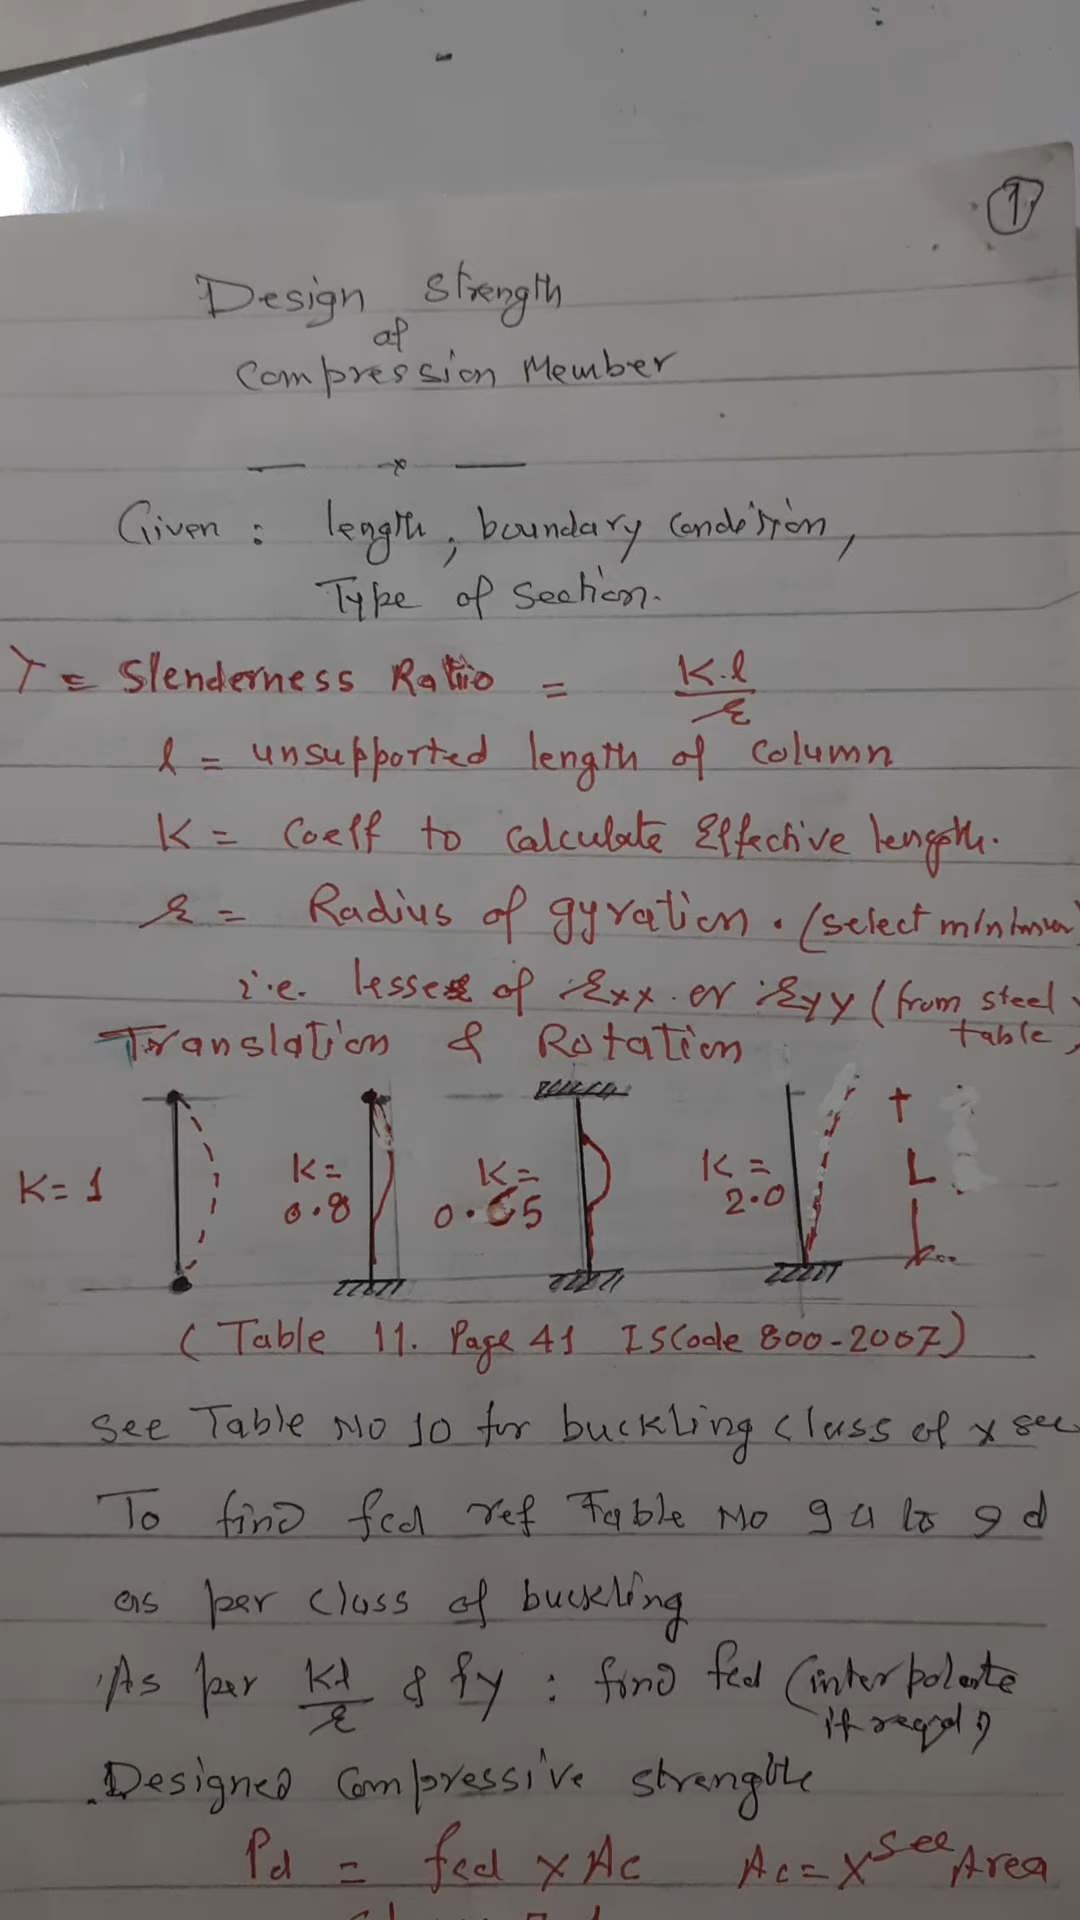 1
Design Strength
of
Compression Member
Given : length, boundary Condition,
Type of Section.
λ = Slenderness Ratio = K.l/r
l = unsupported length of Column
K = Coeff to Calculate Effective length.
r = Radius of gyration. (select minimum)
i.e. lesser of rxx or ryy (from steel
table)
Translation & Rotation
K= 1
K= 0.8
K= 0.65
K= 2.0
(Table 11. Page 41 IS Code 800-2007)
See Table No 10 for buckling class of x sec
To find fcd ref Table No 9a to 9d
as per class of buckling
As per Kl/r & fy : find fcd (interpolate
if reqd)
Designed Compressive strength
Pd = fcd x Ac Ac = x sec Area